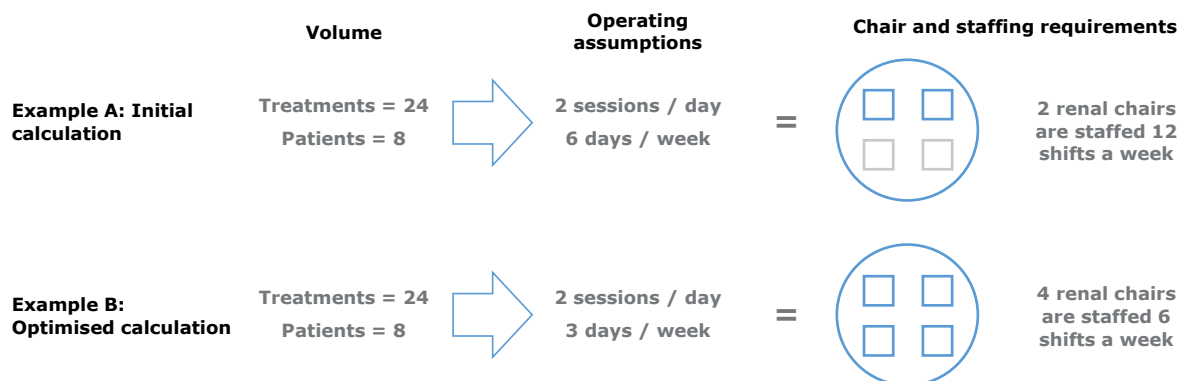 Volume
Operating
assumptions
Chair and staffing requirements
Example A: Initial
calculation
Treatments = 24
Patients = 8
2 sessions / day
6 days / week
=
2 renal chairs
are staffed 12
shifts a week
Example B:
Optimised calculation
Treatments = 24
Patients = 8
2 sessions / day
3 days / week
=
4 renal chairs
are staffed 6
shifts a week